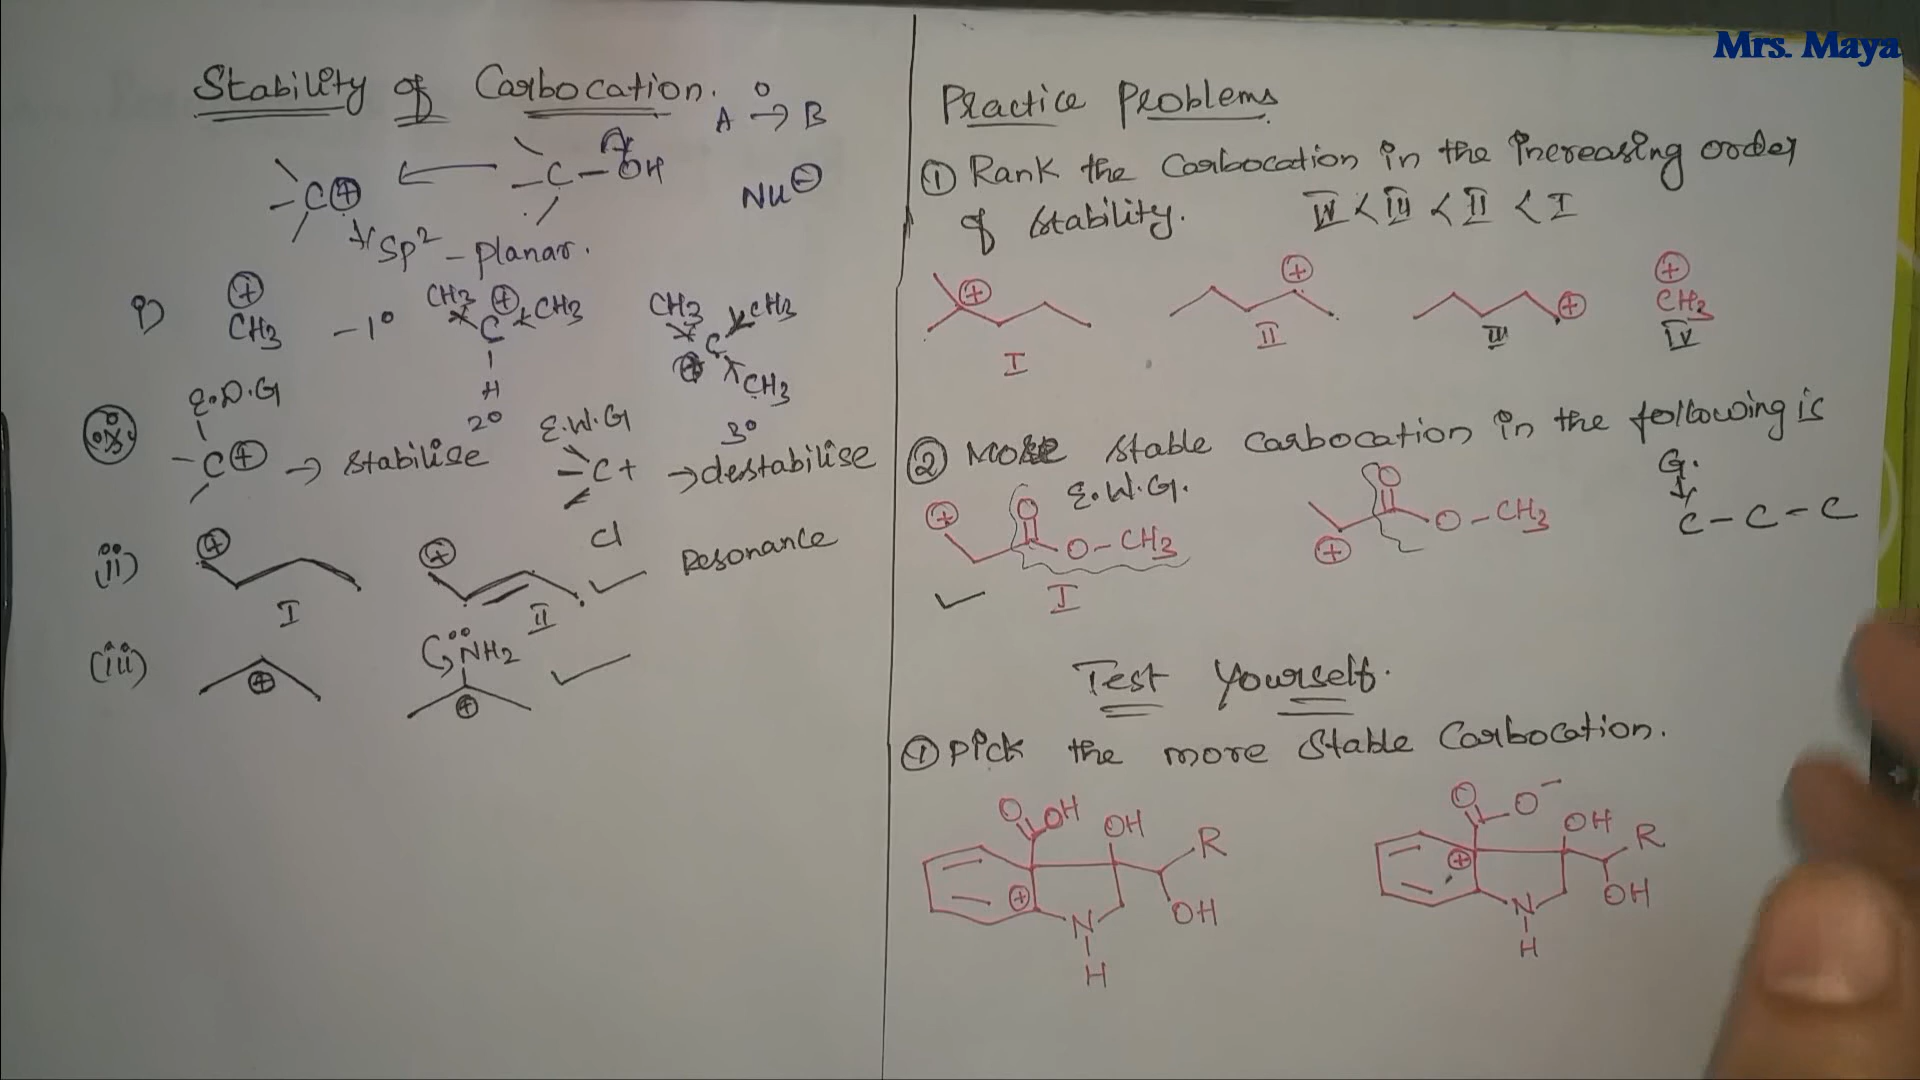 Mrs. Maya
Stability of Carbocation.
A → B
C ⊕ ← C – OH
Nu ⊖
Sp² – planar.
i) ⊕ CH3 – 1°
CH3 ⊕ CH3
C
H
2°
CH3 CH3
⊕ C
CH3
3°
E.D.G
– C ⊕ → Stabilise
E.W.G
– C + → destabilise
Cl
(ii) ⊕ ⊕ Resonance
I II
(iii) NH2
⊕ ⊕
Practice Problems
① Rank the Carbocation in the increasing order
of stability. IV < III < II < I
⊕ ⊕ ⊕ ⊕ CH3
I II III IV
② More stable carbocation in the following is
⊕ O E.W.G.
O – CH3
I
O
O – CH3
⊕
G.
C – C – C
Test Yourself.
① Pick the more Stable Carbocation.
O OH OH R
⊕ N OH
H
O O⁻ OH R
⊕ N OH
H